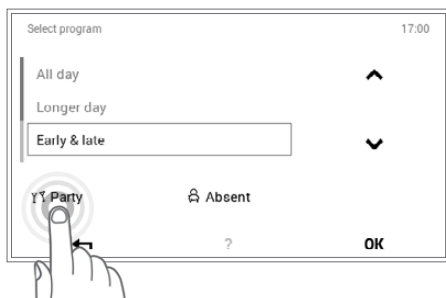 Select program 17:00
All day
Longer day
Early & late
Party Absent
? OK